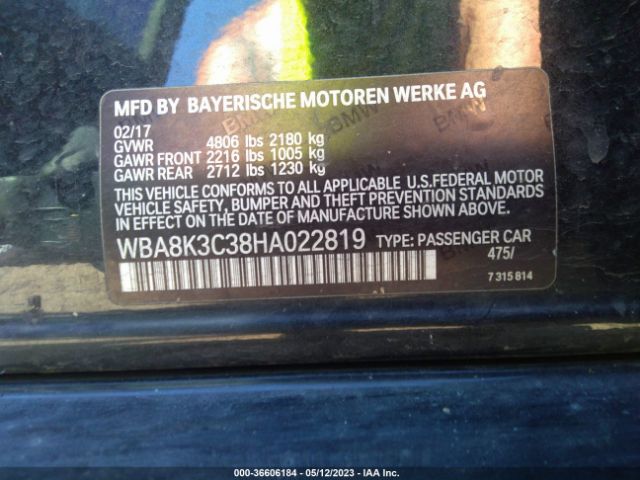 MFD BY BAYERISCHE MOTOREN WERKE AG
02/17
GVWR 4806 lbs 2180 kg
GAWR FRONT 2216 lbs 1005 kg
GAWR REAR 2712 lbs 1230 kg
THIS VEHICLE CONFORMS TO ALL APPLICABLE U.S.FEDERAL MOTOR
VEHICLE SAFETY, BUMPER AND THEFT PREVENTION STANDARDS
IN EFFECT ON THE DATE OF MANUFACTURE SHOWN ABOVE.
WBA8K3C38HA022819 TYPE: PASSENGER CAR
475/
7 315 814
000-36606184 - 05/12/2023 - IAA Inc.